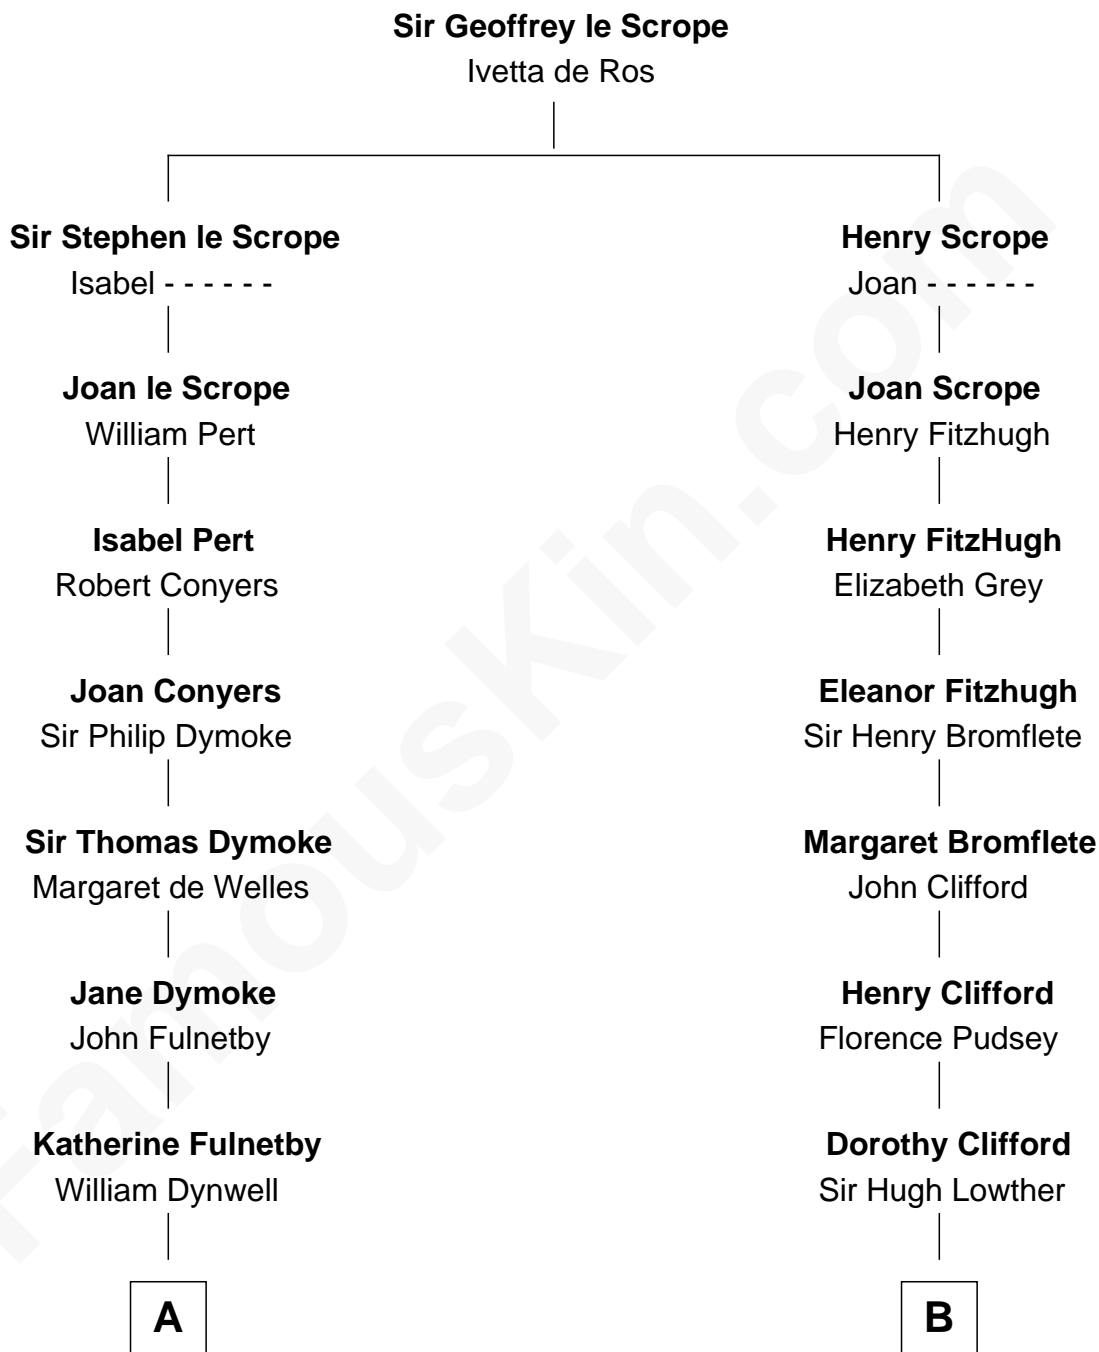 Sir Geoffrey le Scrope
Ivetta de Ros
Sir Stephen le Scrope
Isabel - - - - - -
Henry Scrope
Joan - - - - - -
Joan le Scrope
William Pert
Joan Scrope
Henry Fitzhugh
Isabel Pert
Robert Conyers
Henry FitzHugh
Elizabeth Grey
Joan Conyers
Sir Philip Dymoke
Eleanor Fitzhugh
Sir Henry Bromflete
Sir Thomas Dymoke
Margaret de Welles
Margaret Bromflete
John Clifford
Jane Dymoke
John Fulnetby
Henry Clifford
Florence Pudsey
Katherine Fulnetby
William Dynwell
Dorothy Clifford
Sir Hugh Lowther
A
B
FamousKin.com